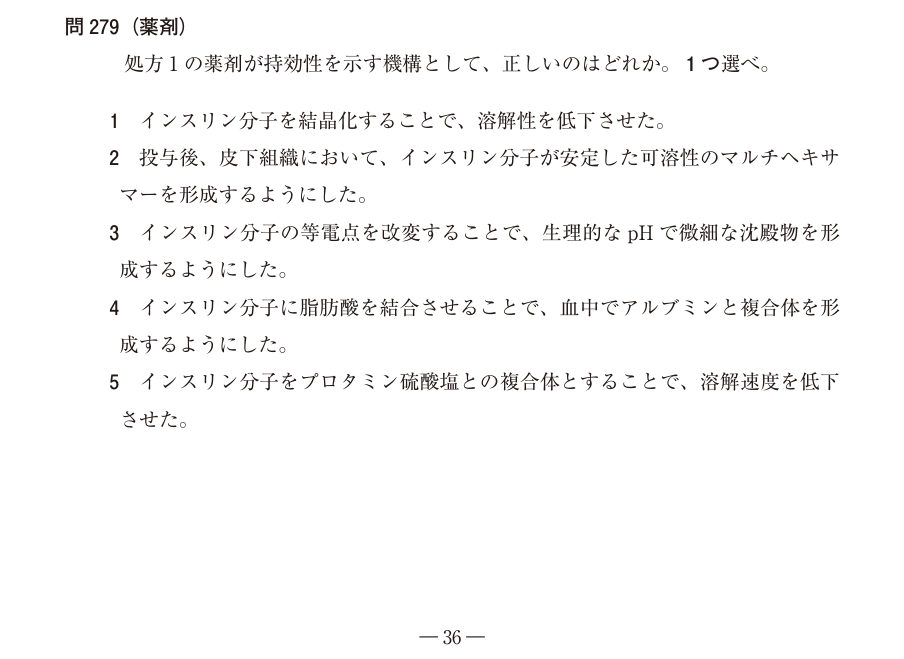 問 279（薬剤）
処方１の薬剤が持効性を示す機構として、正しいのはどれか。１つ選べ。
1　インスリン分子を結晶化することで、溶解性を低下させた。
2　投与後、皮下組織において、インスリン分子が安定した可溶性のマルチヘキサ
マーを形成するようにした。
3　インスリン分子の等電点を改変することで、生理的な pH で微細な沈殿物を形
成するようにした。
4　インスリン分子に脂肪酸を結合させることで、血中でアルブミンと複合体を形
成するようにした。
5　インスリン分子をプロタミン硫酸塩との複合体とすることで、溶解速度を低下
させた。
― 36 ―